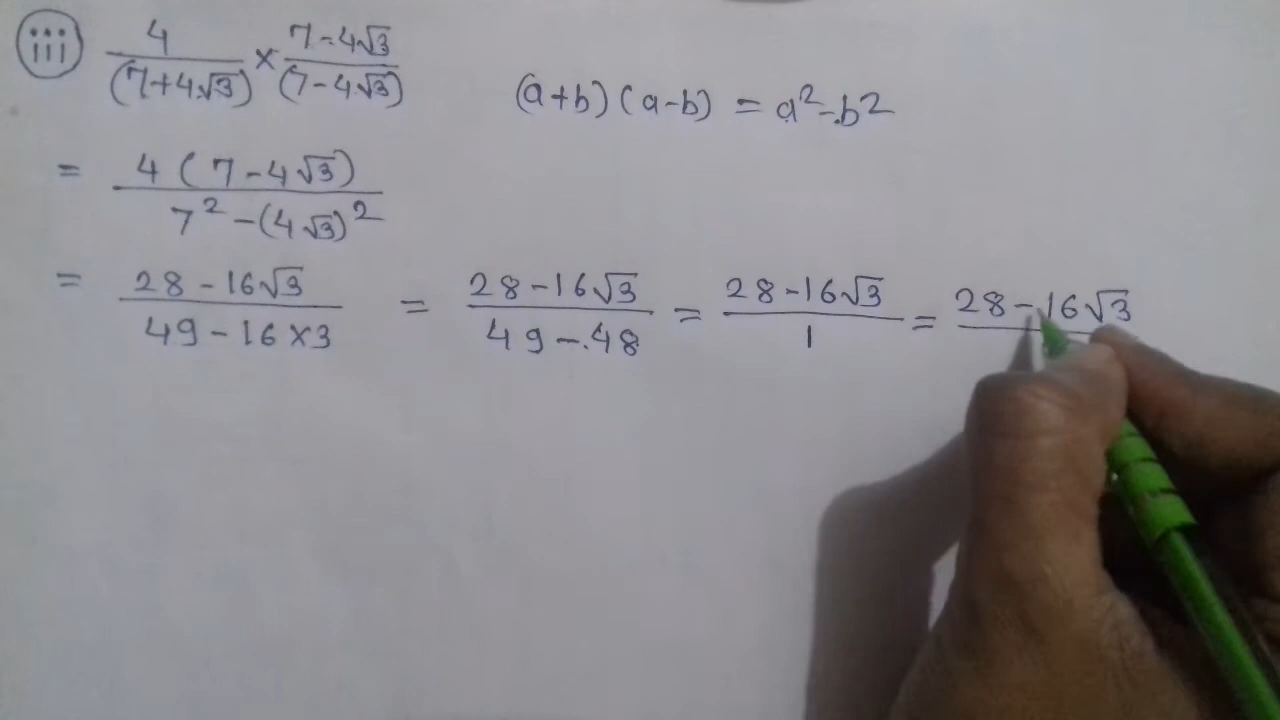 iii 4/(7+4√3) × 7-4√3/(7-4√3) (a+b)(a-b) = a²-b²
= 4(7-4√3)/7²-(4√3)²
= 28-16√3/49-16×3 = 28-16√3/49-48 = 28-16√3/1 = 28-16√3